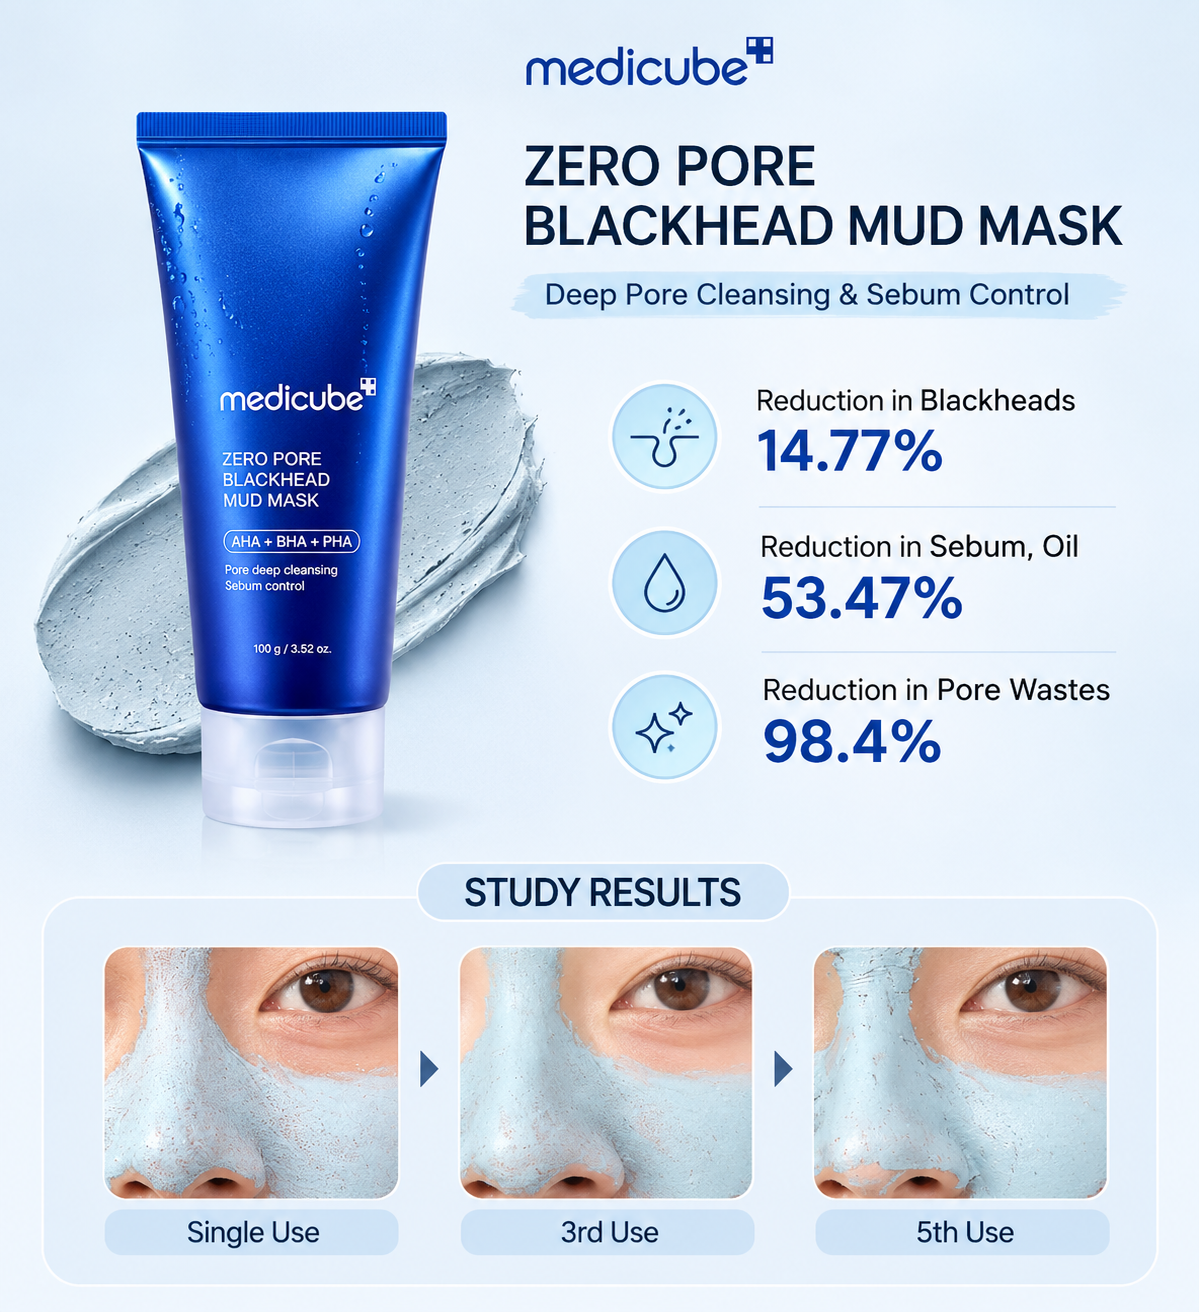 medicube
ZERO PORE
BLACKHEAD MUD MASK
Deep Pore Cleansing & Sebum Control
medicube
ZERO PORE
BLACKHEAD
MUD MASK
AHA + BHA + PHA
Pore deep cleansing
Sebum control
100 g / 3.52 oz.
Reduction in Blackheads
14.77%
Reduction in Sebum, Oil
53.47%
Reduction in Pore Wastes
98.4%
STUDY RESULTS
Single Use
3rd Use
5th Use